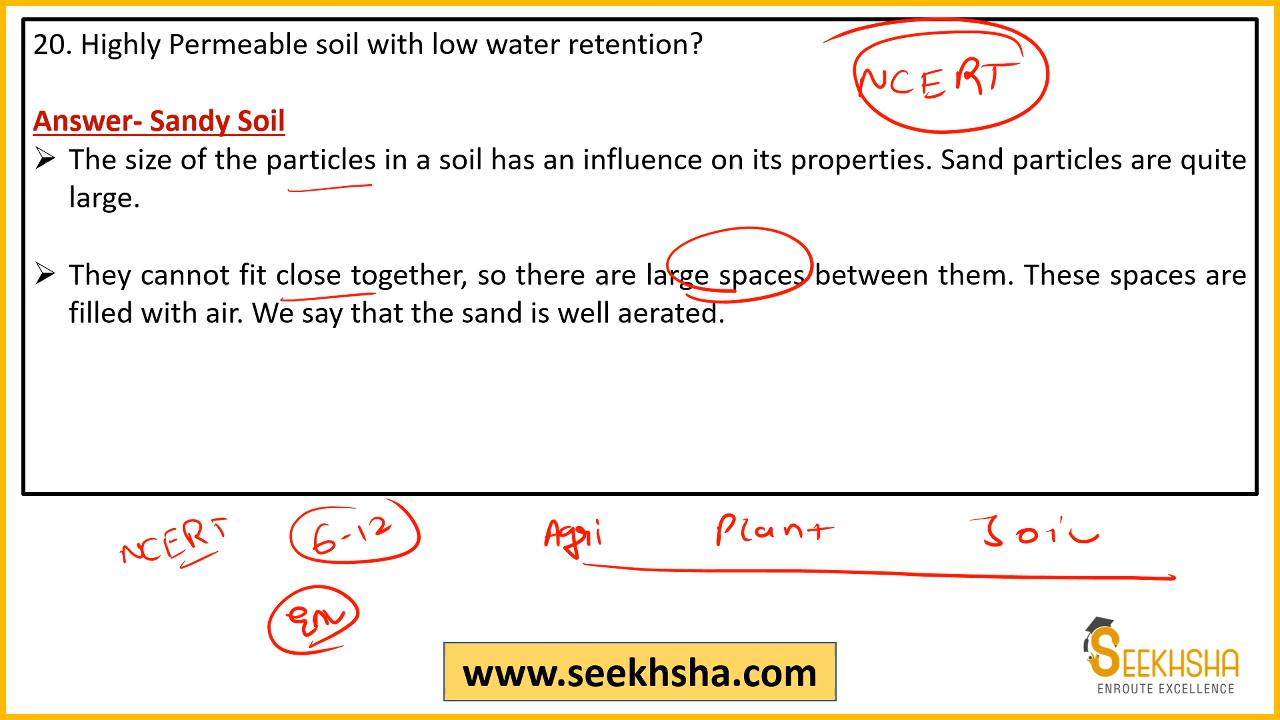 20. Highly Permeable soil with low water retention?
NCERT
Answer- Sandy Soil
➢ The size of the particles in a soil has an influence on its properties. Sand particles are quite
large.
➢ They cannot fit close together, so there are large spaces between them. These spaces are
filled with air. We say that the sand is well aerated.
NCERT 6-12 Agri Plant Soil
www.seekhsha.com
SEEKHSHA
ENROUTE EXCELLENCE